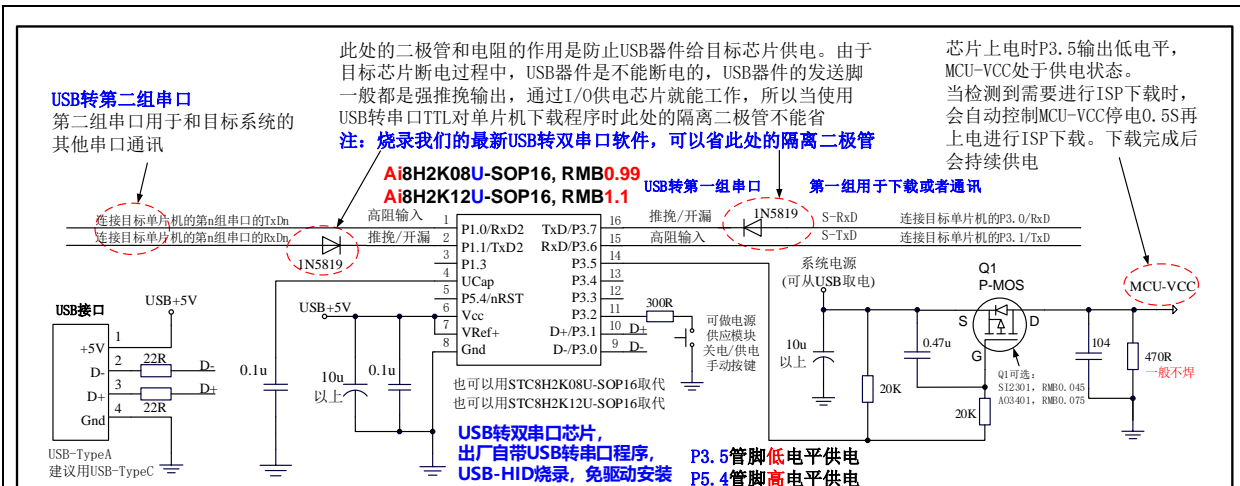 此处的二极管和电阻的作用是防止USB器件给目标芯片供电。由于
目标芯片断电过程中，USB器件是不能断电的，USB器件的发送脚
一般都是强推挽输出，通过I/O供电芯片就能工作，所以当使用
USB转串口TTL对单片机下载程序时此处的隔离二极管不能省
注：烧录我们的最新USB转双串口软件，可以省此处的隔离二极管
芯片上电时P3.5输出低电平，
MCU-VCC处于供电状态。
当检测到需要进行ISP下载时，
会自动控制MCU-VCC停电0.5S再
上电进行ISP下载。下载完成后
会持续供电
USB转第二组串口
第二组串口用于和目标系统的
其他串口通讯
Ai8H2K08U-SOP16, RMB0.99
Ai8H2K12U-SOP16, RMB1.1
USB转第一组串口
第一组用于下载或者通讯
连接目标单片机的第n组串口的TxDn
连接目标单片机的第n组串口的RxDn
高阻输入
推挽/开漏
1N5819
1 P1.0/RxD2
2 P1.1/TxD2
3 P1.3
4 UCap
5 P5.4/nRST
6 Vcc
7 VRef+
8 Gnd
TxD/P3.7 16
RxD/P3.6 15
P3.5 14
P3.4 13
P3.3 12
P3.2 11
D+/P3.1 10 D+
D-/P3.0 9 D-
推挽/开漏
高阻输入
1N5819
S-RxD
S-TxD
连接目标单片机的P3.0/RxD
连接目标单片机的P3.1/TxD
系统电源
(可从USB取电)
Q1
P-MOS
S
D
G
MCU-VCC
USB接口
USB+5V
+5V 1
D- 2 22R D-
D+ 3 22R D+
Gnd 4
USB-TypeA
建议用USB-TypeC
0.1u
USB+5V
10u
以上
0.1u
300R
可做电源
供应模块
关电/供电
手动按键
10u
以上
0.47u
20K
20K
104
470R
一般不焊
Q1可选：
SI2301, RMB0.045
AO3401, RMB0.075
也可以用STC8H2K08U-SOP16取代
也可以用STC8H2K12U-SOP16取代
USB转双串口芯片，
出厂自带USB转串口程序，
USB-HID烧录，免驱动安装
P3.5管脚低电平供电
P5.4管脚高电平供电